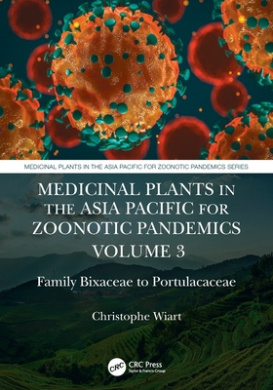 MEDICINAL PLANTS IN THE ASIA PACIFIC FOR ZOONOTIC PANDEMICS SERIES
MEDICINAL PLANTS IN
THE ASIA PACIFIC FOR
ZOONOTIC PANDEMICS
VOLUME 3
Family Bixaceae to Portulacaceae
Christophe Wiart
CRC
CRC Press
Taylor & Francis Group